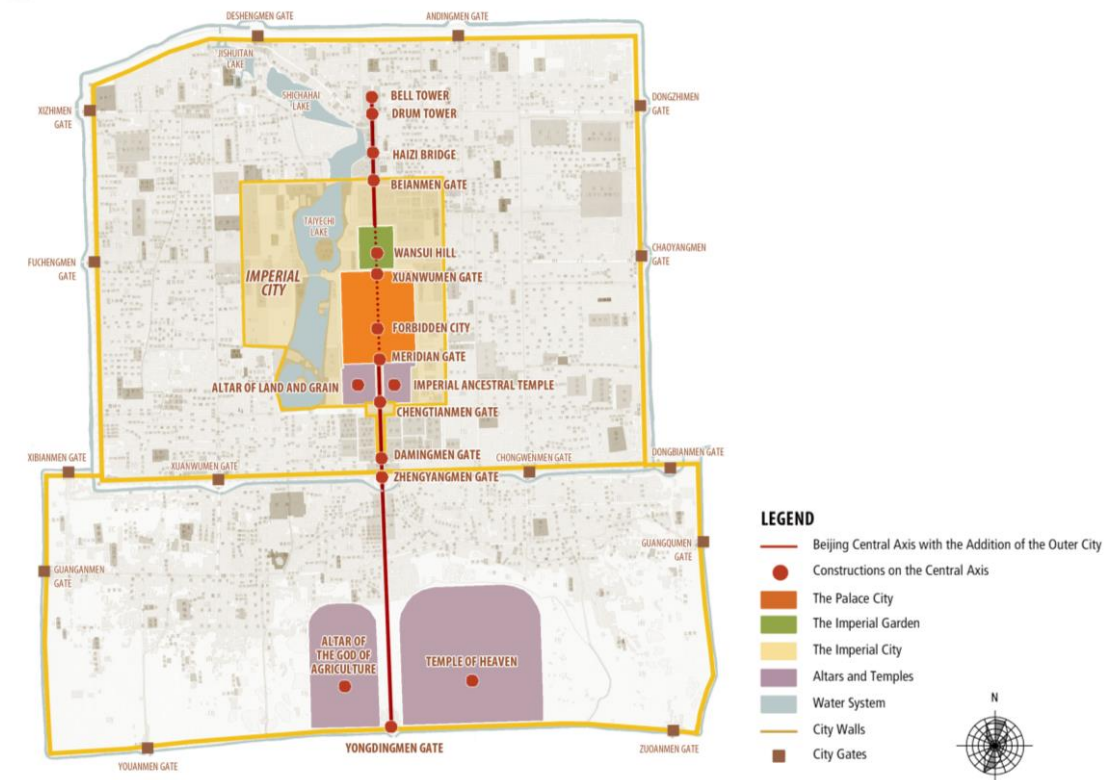 DESHENGMEN GATE
ANDINGMEN GATE
JISHUITAN
LAKE
SHICHAHAI
LAKE
BELL TOWER
DRUM TOWER
XIZHIMEN
GATE
DONGZHIMEN
GATE
HAIZI BRIDGE
BEIANMEN GATE
TAIYECHI
LAKE
WANSUI HILL
CHAOYANGMEN
GATE
FUCHENGMEN
GATE
IMPERIAL
CITY
XUANWUMEN GATE
FORBIDDEN CITY
MERIDIAN GATE
ALTAR OF LAND AND GRAIN
IMPERIAL ANCESTRAL TEMPLE
CHENGTIANMEN GATE
XIBIANMEN GATE
XUANWUMEN GATE
DAMINGMEN GATE
CHONGWENMEN GATE
DONGBIANMEN GATE
ZHENGYANGMEN GATE
GUANGQUMEN
GATE
GUANGANMEN
GATE
ALTAR OF
THE GOD OF
AGRICULTURE
TEMPLE OF HEAVEN
YONGDINGMEN GATE
YOUANMEN GATE
ZUOANMEN GATE
LEGEND
Beijing Central Axis with the Addition of the Outer City
Constructions on the Central Axis
The Palace City
The Imperial Garden
The Imperial City
Altars and Temples
Water System
City Walls
City Gates
N